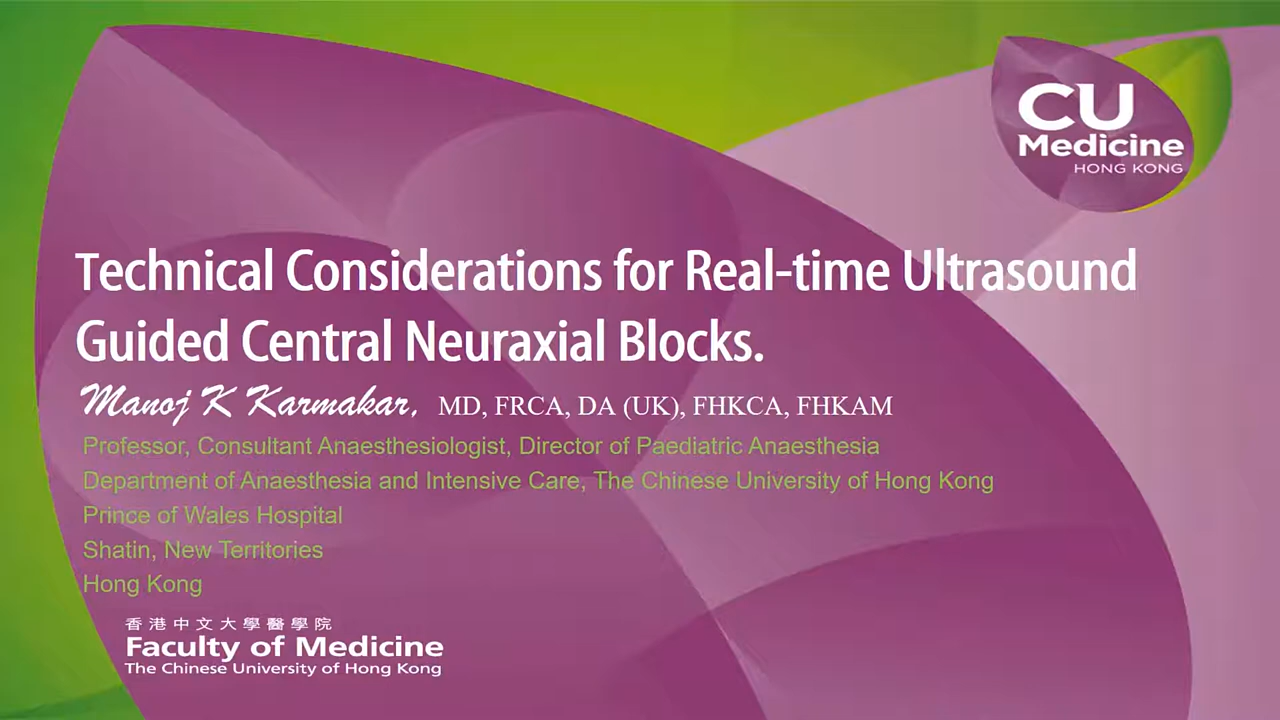 CU
Medicine
HONG KONG
Technical Considerations for Real-time Ultrasound
Guided Central Neuraxial Blocks.
Manoj K Karmakar, MD, FRCA, DA (UK), FHKCA, FHKAM
Professor, Consultant Anaesthesiologist, Director of Paediatric Anaesthesia
Department of Anaesthesia and Intensive Care, The Chinese University of Hong Kong
Prince of Wales Hospital
Shatin, New Territories
Hong Kong
香港中文大學醫學院
Faculty of Medicine
The Chinese University of Hong Kong